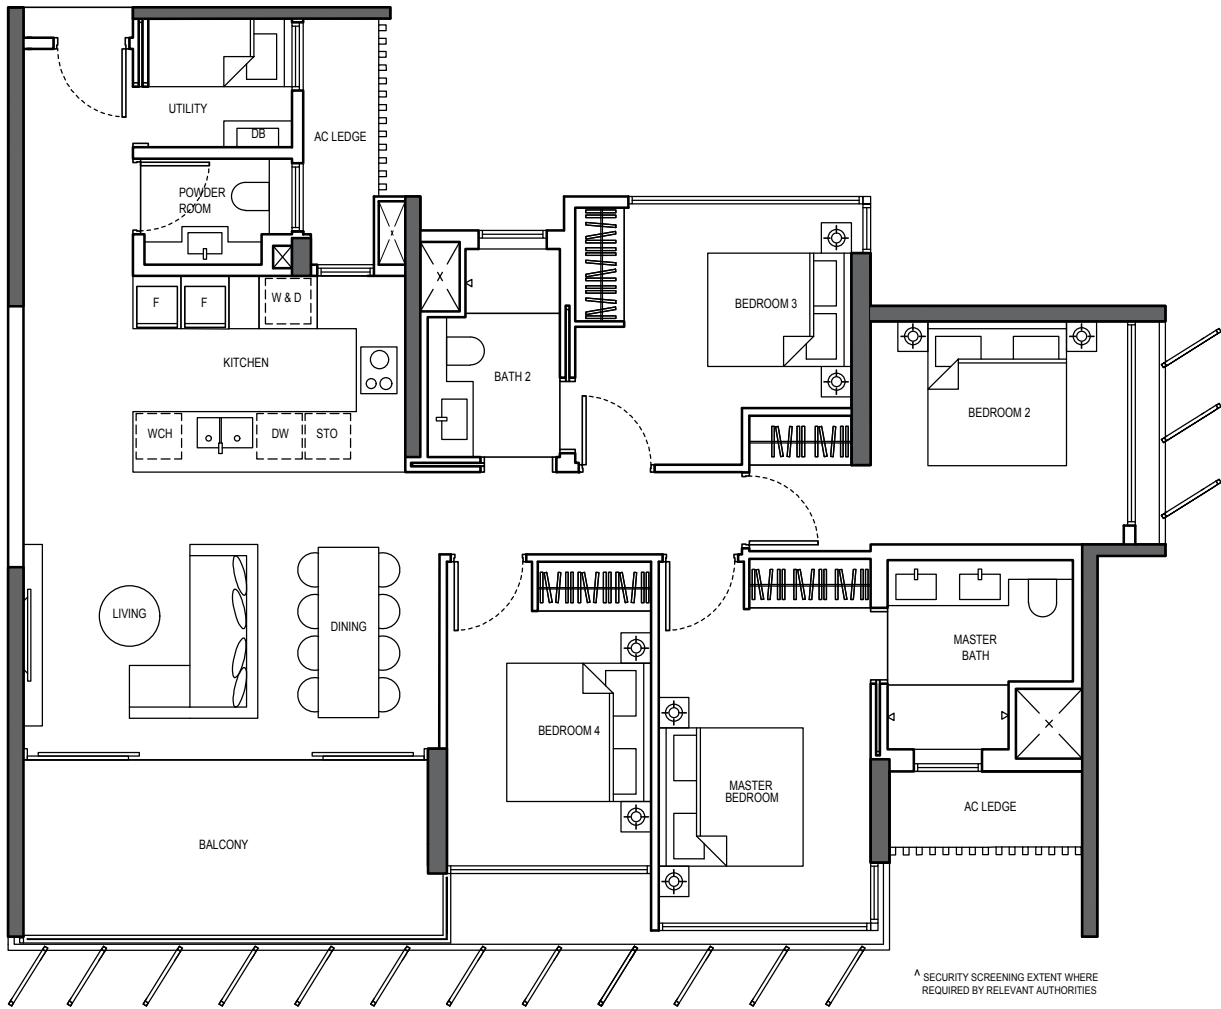 UTILITY
DB
AC LEDGE
POWDER
ROOM
F
F
W & D
KITCHEN
WCH
DW
STO
BATH 2
BEDROOM 3
BEDROOM 2
LIVING
DINING
BEDROOM 4
MASTER
BEDROOM
MASTER
BATH
AC LEDGE
BALCONY
^ SECURITY SCREENING EXTENT WHERE
REQUIRED BY RELEVANT AUTHORITIES